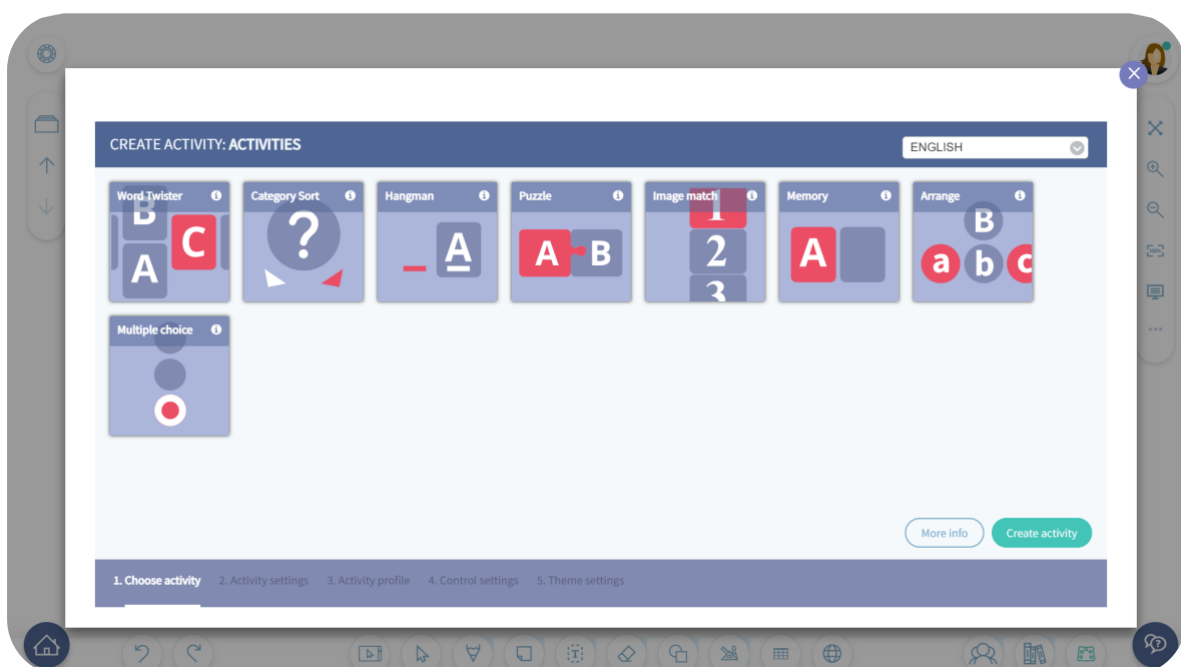 CREATE ACTIVITY: ACTIVITIES
ENGLISH
Word Twister
B
C
A
Category Sort
?
Hangman
_ A
Puzzle
A B
Image match
1
2
3
Memory
A
Arrange
B
a b c
Multiple choice
More info
Create activity
1. Choose activity 2. Activity settings 3. Activity profile 4. Control settings 5. Theme settings
T
?